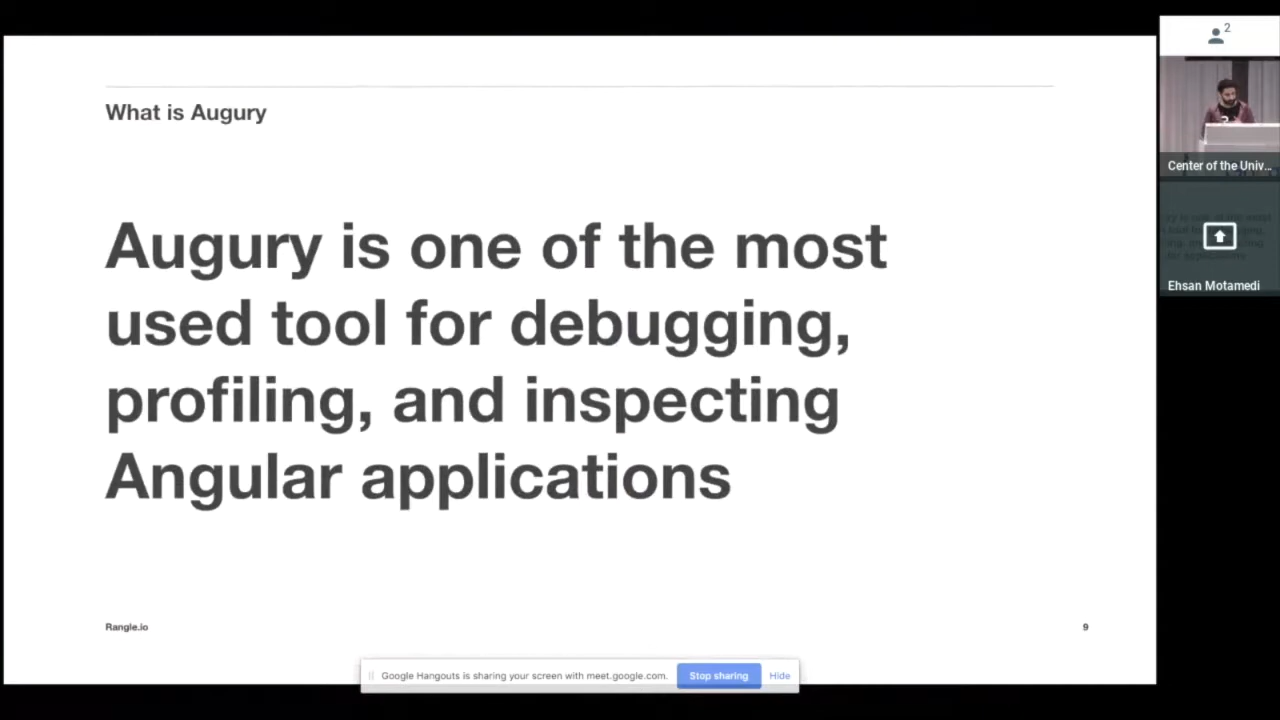 What is Augury
Augury is one of the most
used tool for debugging,
profiling, and inspecting
Angular applications
Rangle.io
9
Google Hangouts is sharing your screen with meet.google.com.
Stop sharing
Hide
2
Center of the Univ...
Ehsan Motamedi